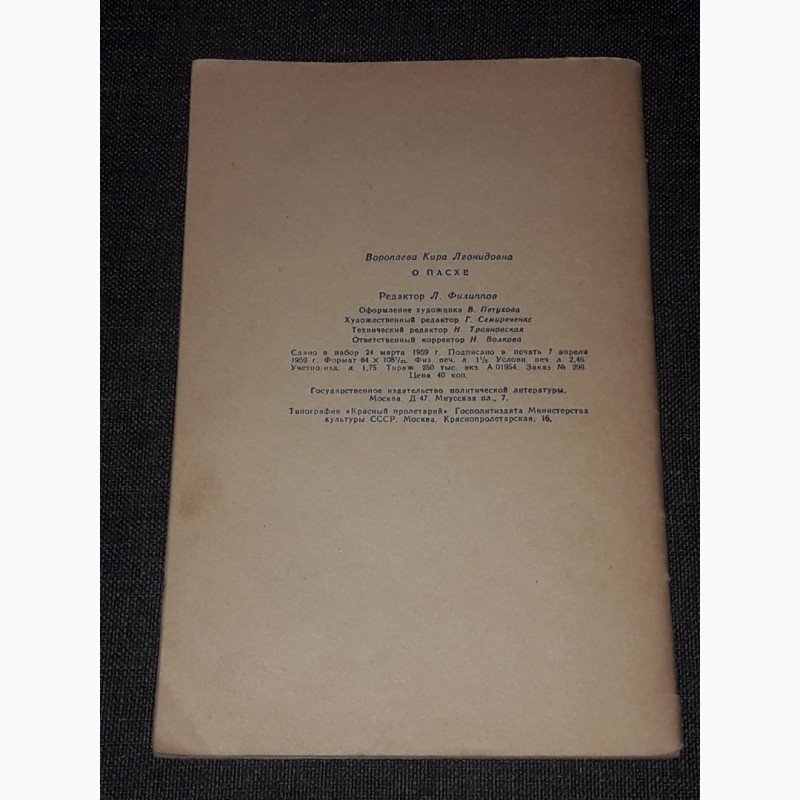 Воропаева Кира Леонидовна
О ПАСХЕ
Редактор Л. Филиппов
Оформление художника В. Петухова
Художественный редактор Г. Семиреченко
Технический редактор Н. Трояновская
Ответственный корректор И. Волкова
Сдано в набор 24 марта 1959 г. Подписано в печать 7 апреля
1959 г. Формат 84 × 108¹/₃₂. Физ. печ. л. 1½. Условн. печ. л. 2,46.
Учетно-изд. л. 1,75. Тираж 250 тыс. экз. А 01954. Заказ № 298.
Цена 40 коп.
Государственное издательство политической литературы.
Москва, Д-47, Миусская пл., 7.
Типография «Красный пролетарий» Госполитиздата Министерства
культуры СССР. Москва, Краснопролетарская, 16.